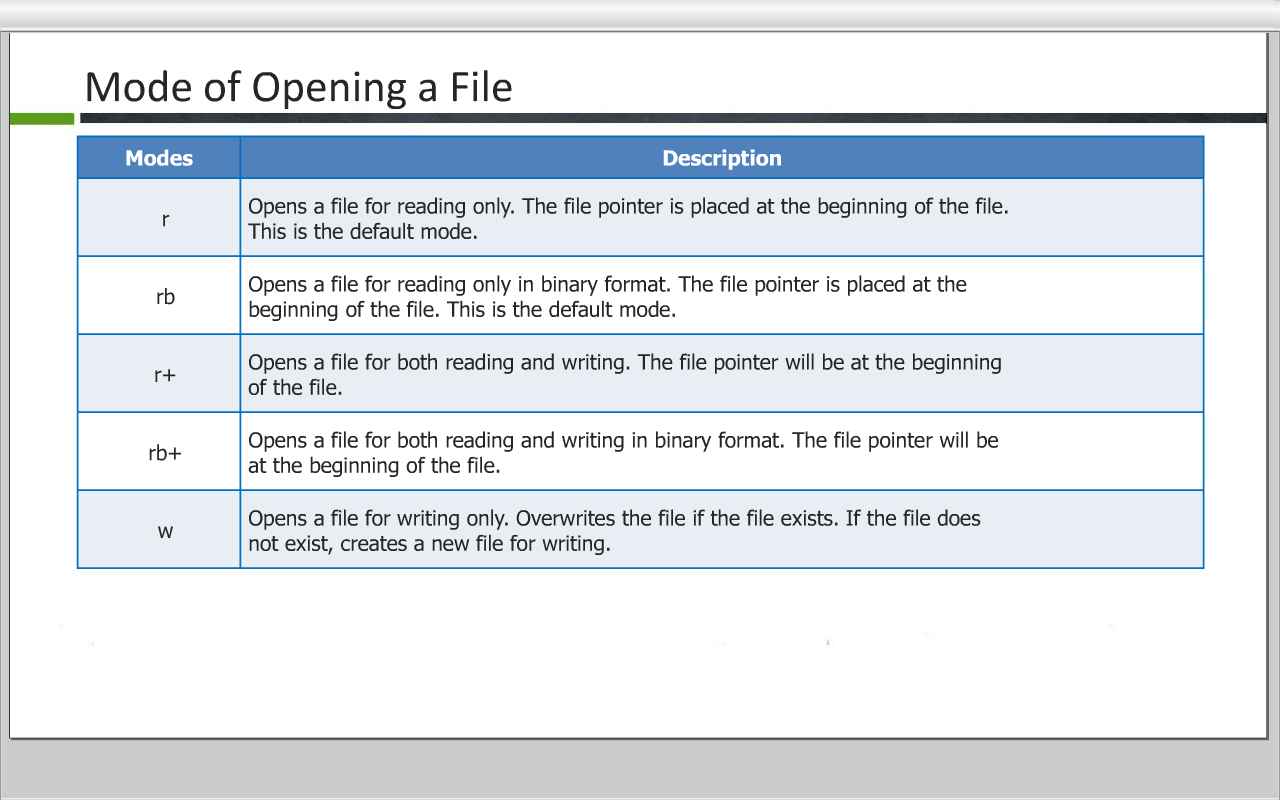 Mode of Opening a File
Modes
Description
r
Opens a file for reading only. The file pointer is placed at the beginning of the file.
This is the default mode.
rb
Opens a file for reading only in binary format. The file pointer is placed at the
beginning of the file. This is the default mode.
r+
Opens a file for both reading and writing. The file pointer will be at the beginning
of the file.
rb+
Opens a file for both reading and writing in binary format. The file pointer will be
at the beginning of the file.
w
Opens a file for writing only. Overwrites the file if the file exists. If the file does
not exist, creates a new file for writing.